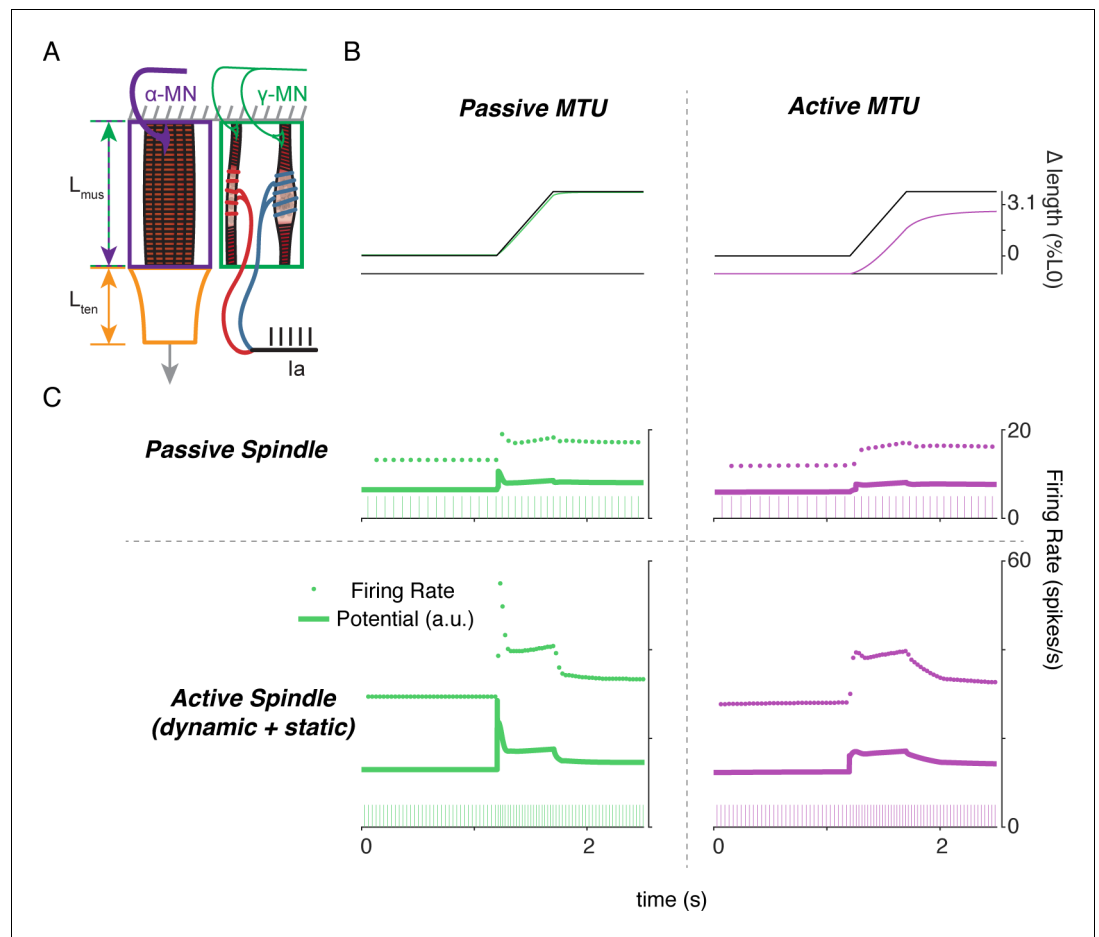 A
α-MN
γ-MN
Lmus
Lten
Ia
B
Passive MTU
Active MTU
3.1
0
Δ length (%L0)
C
Passive Spindle
20
0
Firing Rate (spikes/s)
Firing Rate
Potential (a.u.)
Active Spindle
(dynamic + static)
60
0
0
2
0
2
time (s)